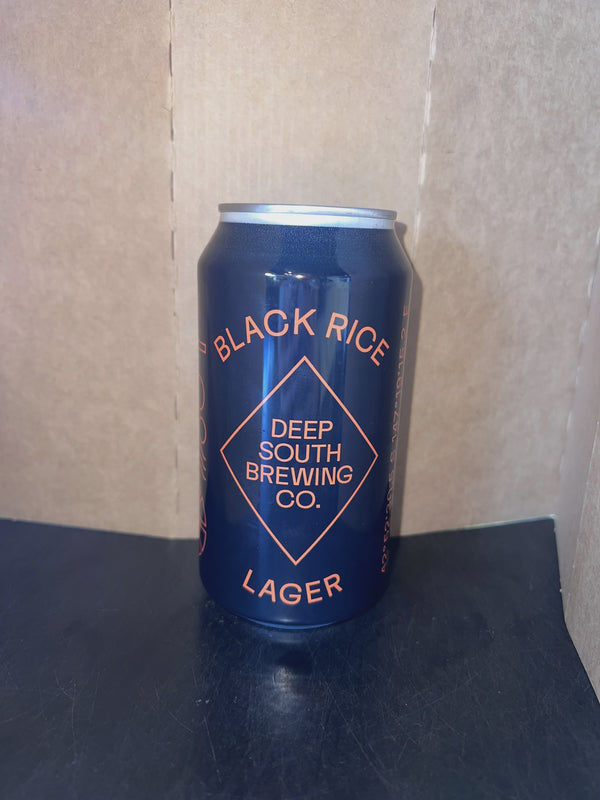 BLACK RICE
DEEP
SOUTH
BREWING
CO.
LAGER